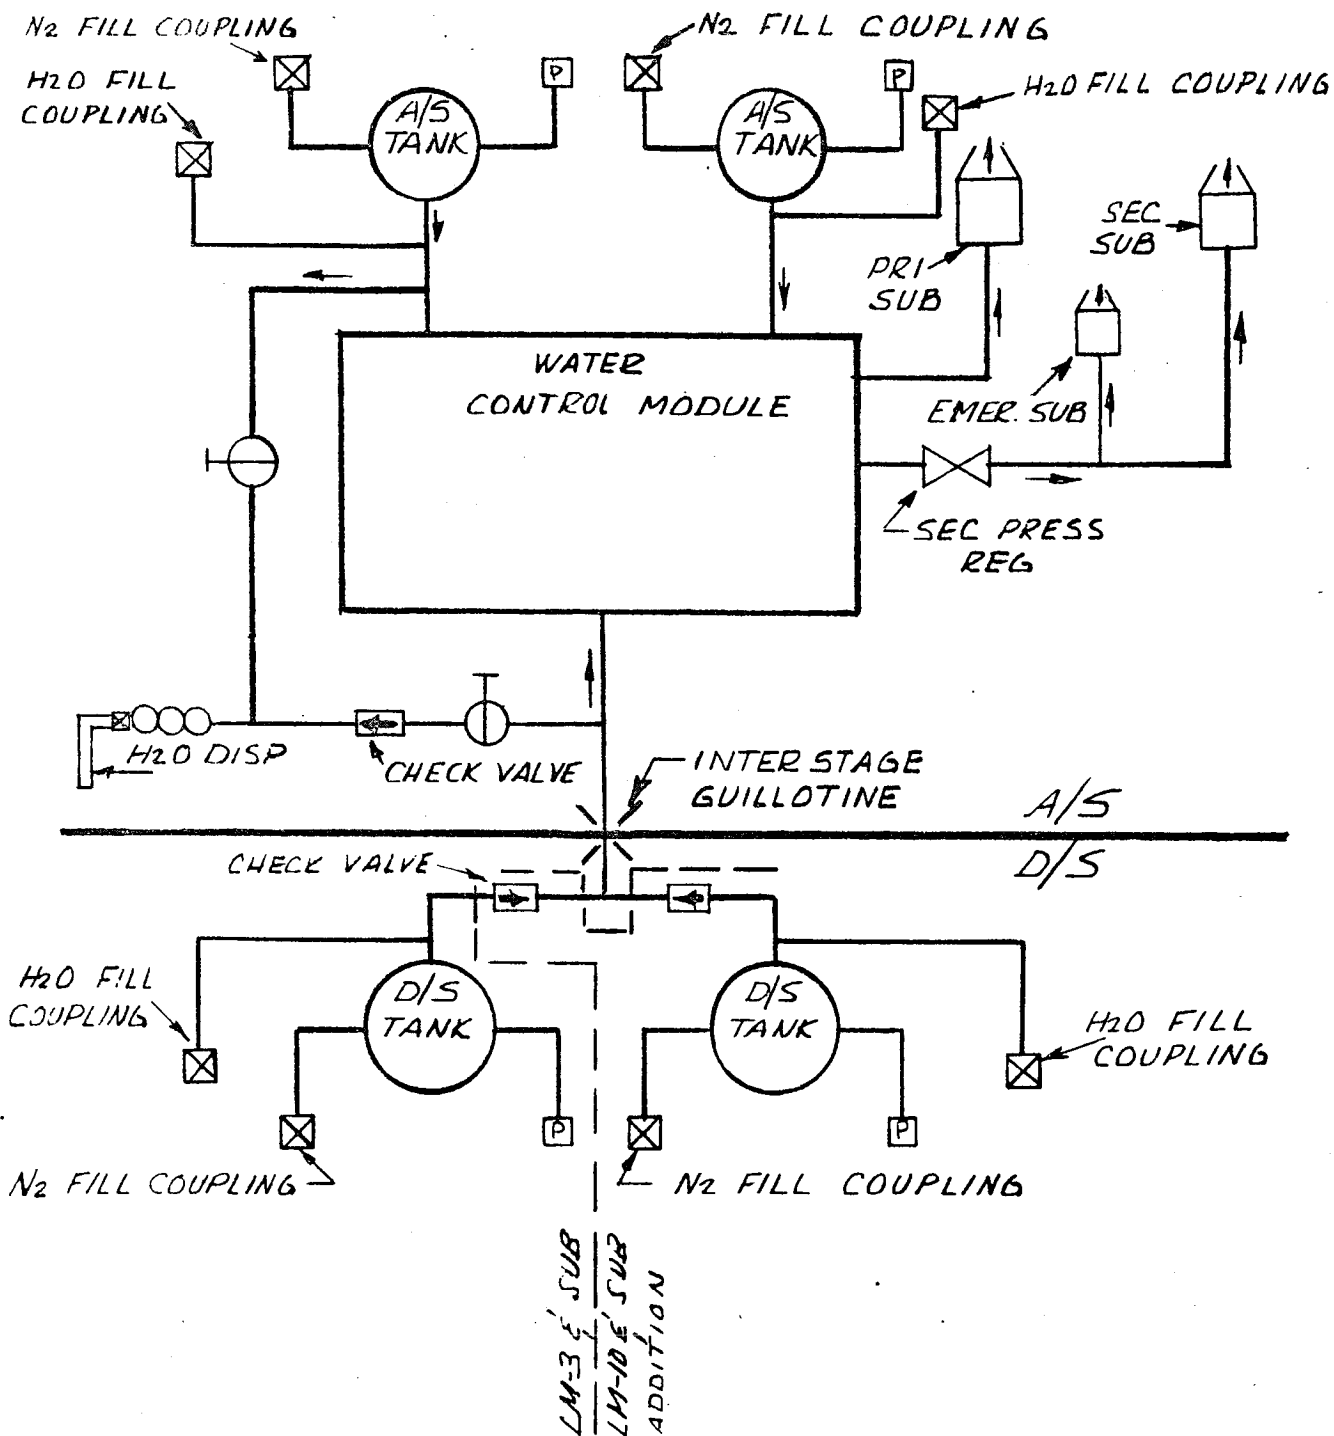 N2 FILL COUPLING
N2 FILL COUPLING
H2O FILL
COUPLING
P
P
H2O FILL COUPLING
A/S
TANK
A/S
TANK
SEC
SUB
PRI
SUB
WATER
CONTROL MODULE
EMER. SUB
SEC PRESS
REG
H2O DISP
CHECK VALVE
INTERSTAGE
GUILLOTINE
A/S
D/S
CHECK VALVE
H2O FILL
COUPLING
D/S
TANK
D/S
TANK
H2O FILL
COUPLING
P
P
N2 FILL COUPLING
N2 FILL COUPLING
LM-3 & SUB
LM-10 & SUB
ADDITION